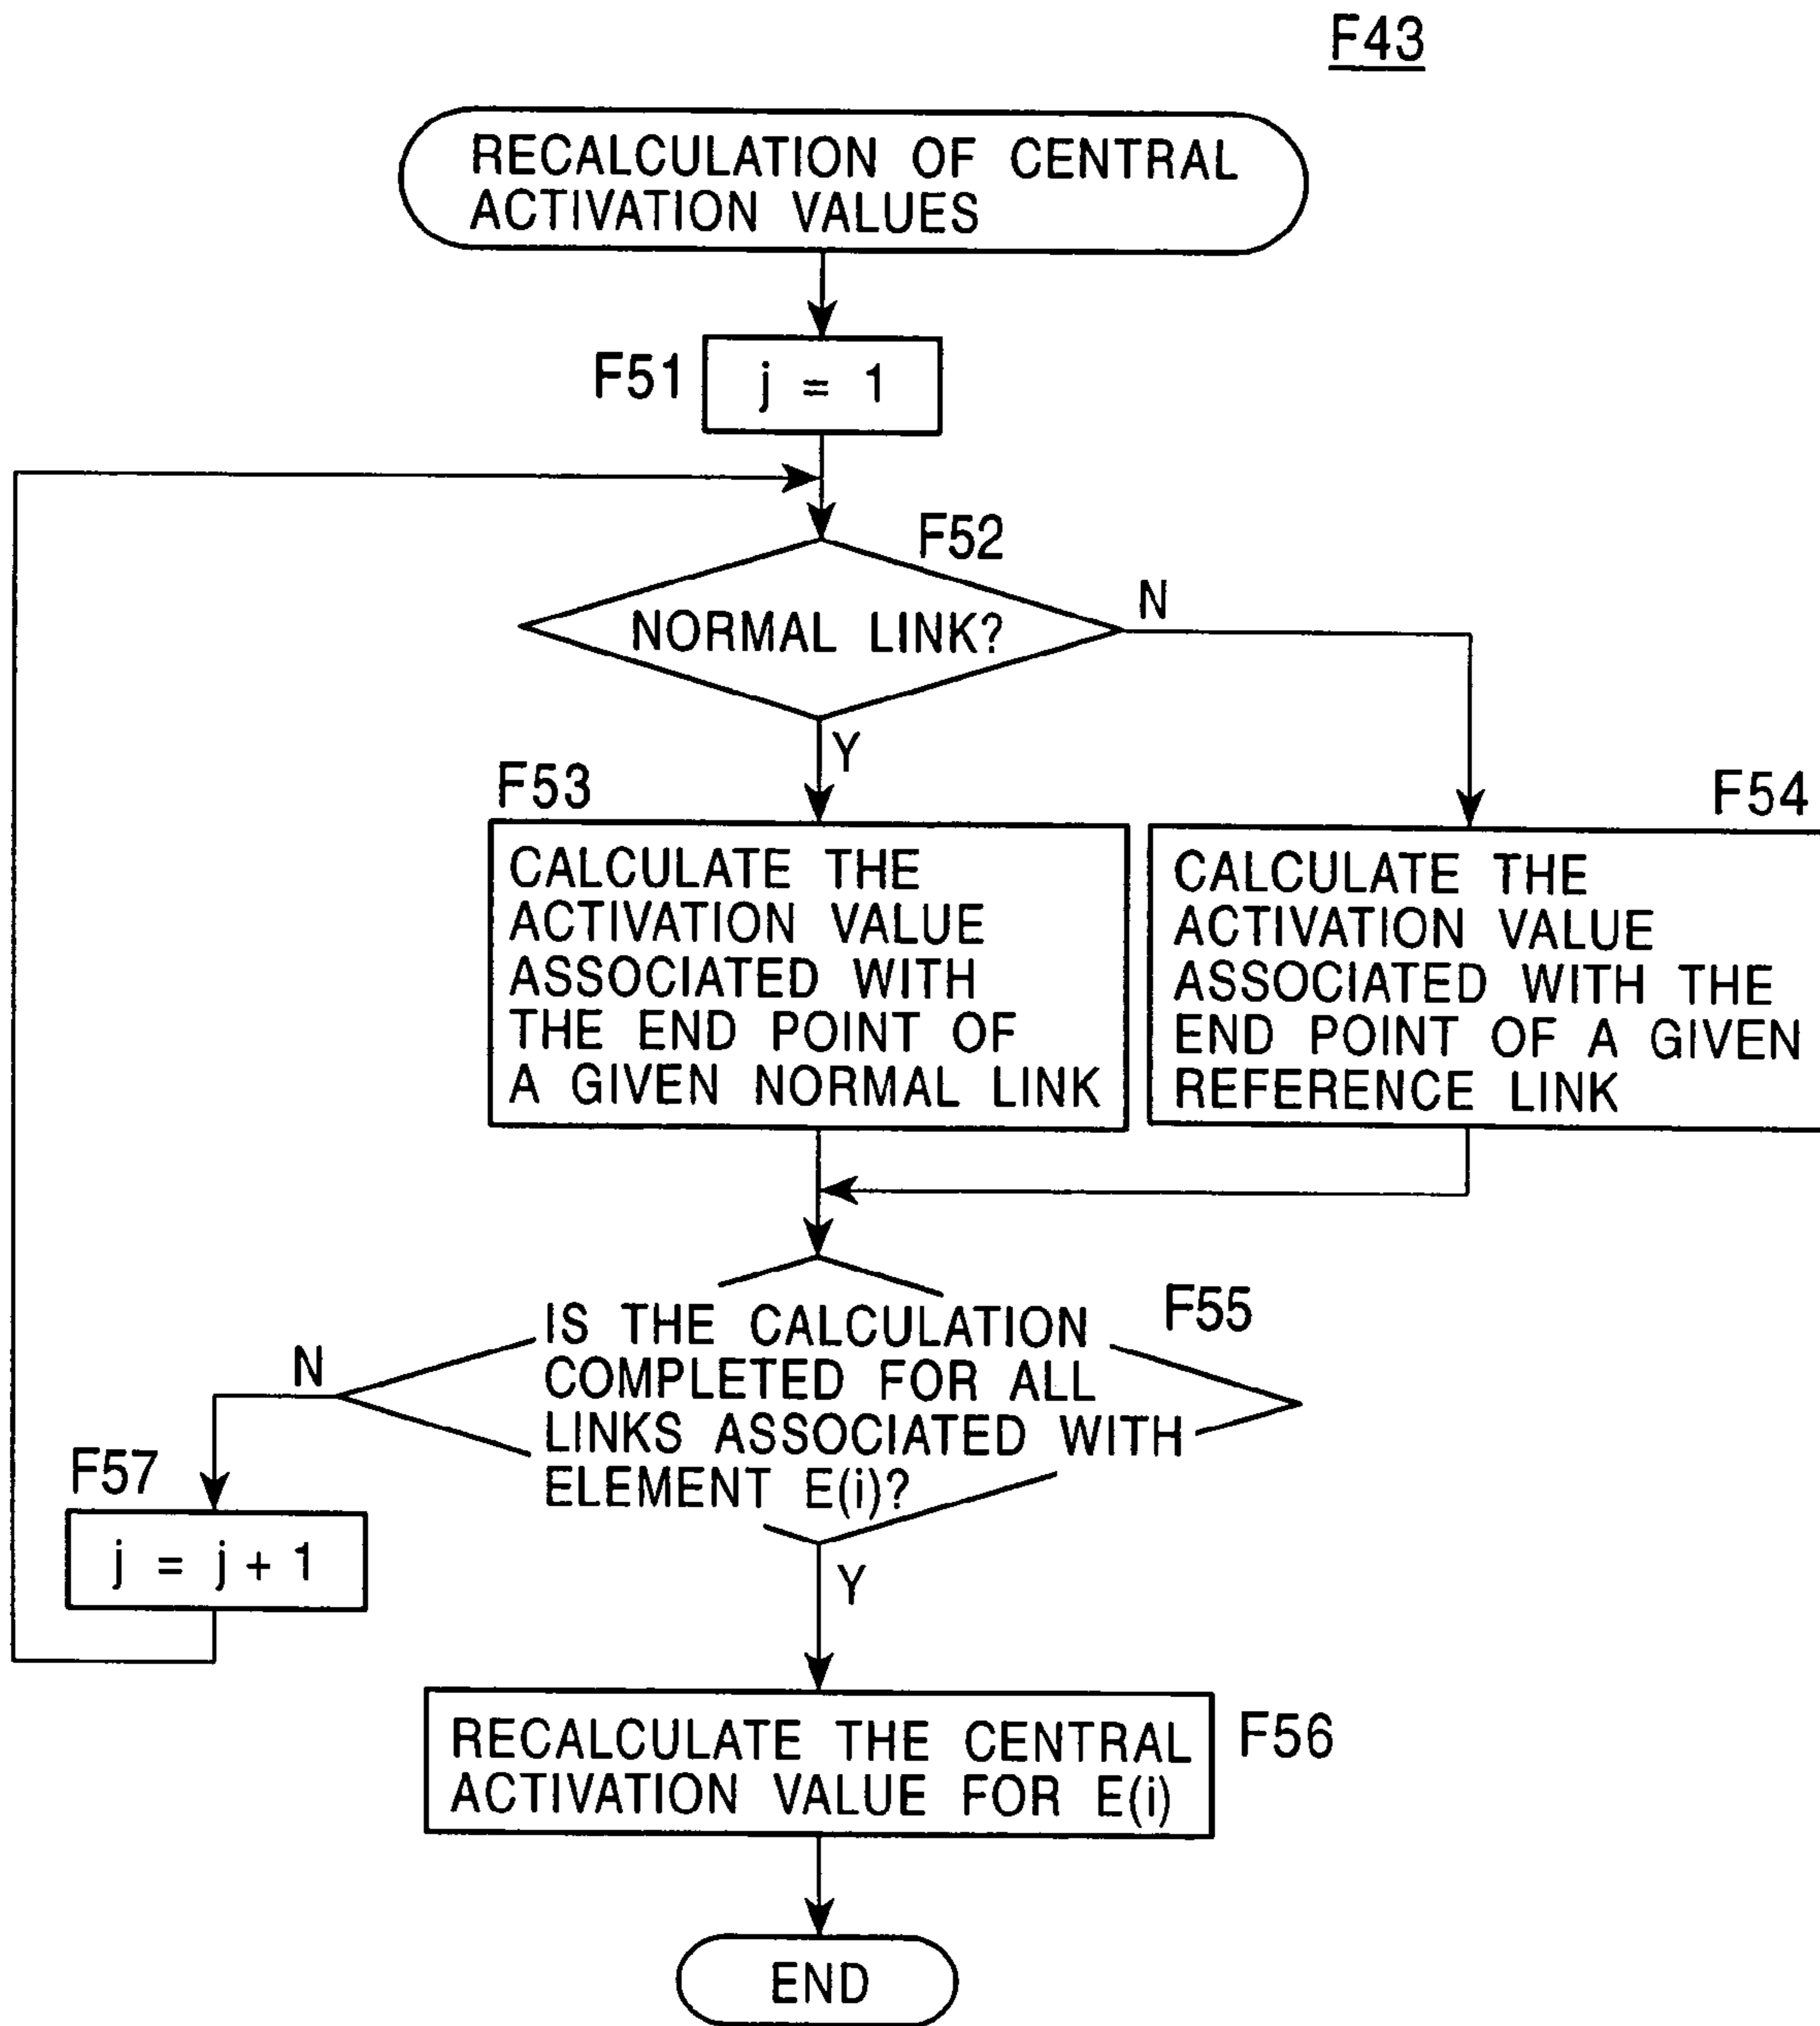 F43
RECALCULATION OF CENTRAL
ACTIVATION VALUES
F51
j = 1
F52
NORMAL LINK?
N
Y
F53
CALCULATE THE
ACTIVATION VALUE
ASSOCIATED WITH
THE END POINT OF
A GIVEN NORMAL LINK
F54
CALCULATE THE
ACTIVATION VALUE
ASSOCIATED WITH THE
END POINT OF A GIVEN
REFERENCE LINK
F55
IS THE CALCULATION
COMPLETED FOR ALL
LINKS ASSOCIATED WITH
ELEMENT E(i)?
N
F57
j = j + 1
Y
RECALCULATE THE CENTRAL
ACTIVATION VALUE FOR E(i)
F56
END